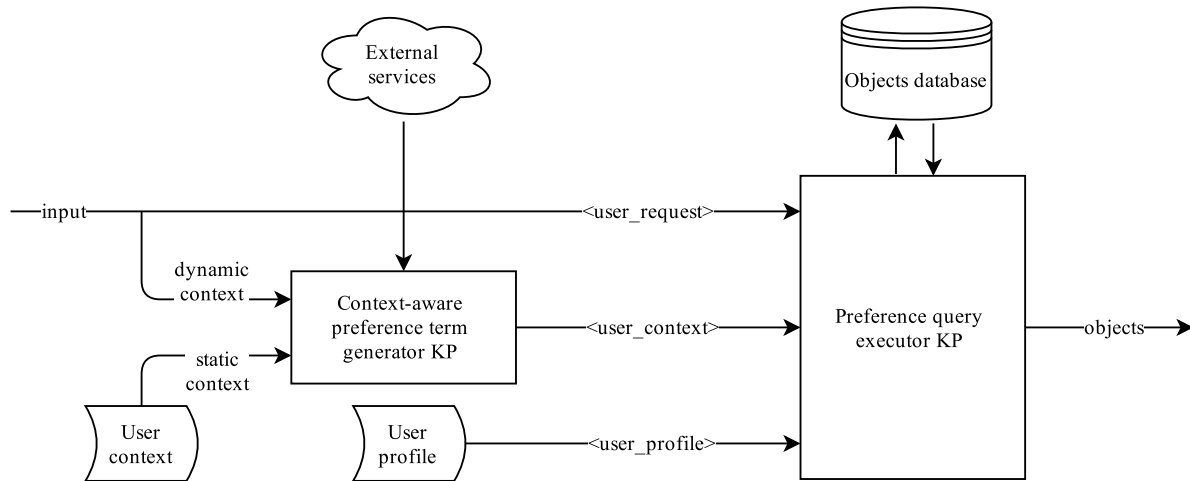 External
services
Objects database
input
<user_request>
dynamic
context
Context-aware
preference term
generator KP
<user_context>
Preference query
executor KP
objects
static
context
User
context
User
profile
<user_profile>